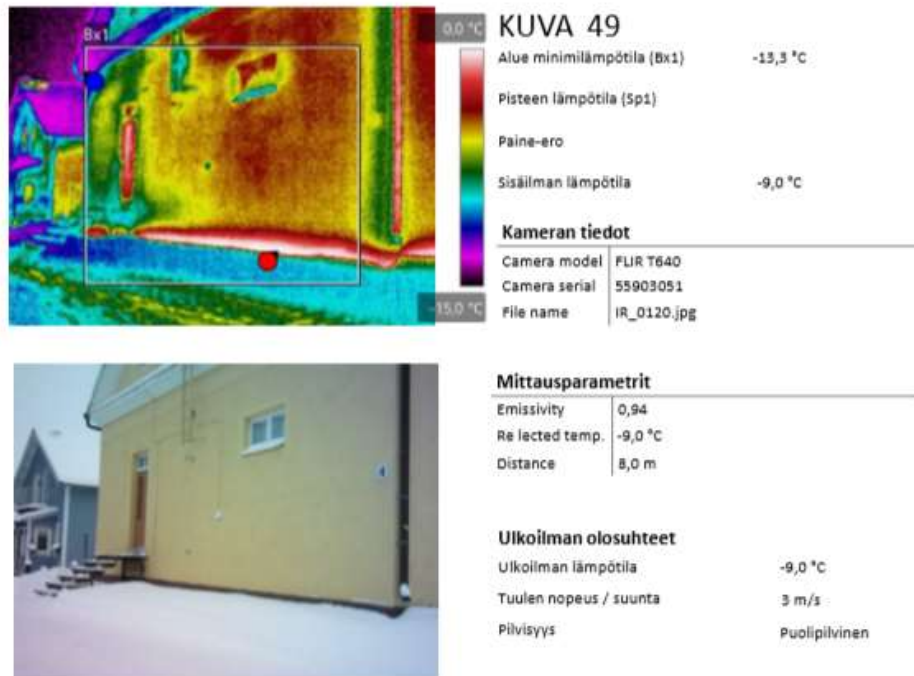 Bx1
0,0 °C
-15,0 °C
KUVA 49
Alue minimilämpötila (Bx1) -13,3 °C
Pisteen lämpötila (Sp1)
Paine-ero
Sisäilman lämpötila -9,0 °C
Kameran tiedot
Camera model FLIR T640
Camera serial 55903051
File name IR_0120.jpg
4
Mittausparametrit
Emissivity 0,94
Re lected temp. -9,0 °C
Distance 8,0 m
Ulkoilman olosuhteet
Ulkoilman lämpötila -9,0 °C
Tuulen nopeus / suunta 3 m/s
Pilvisyys Puolipilvinen